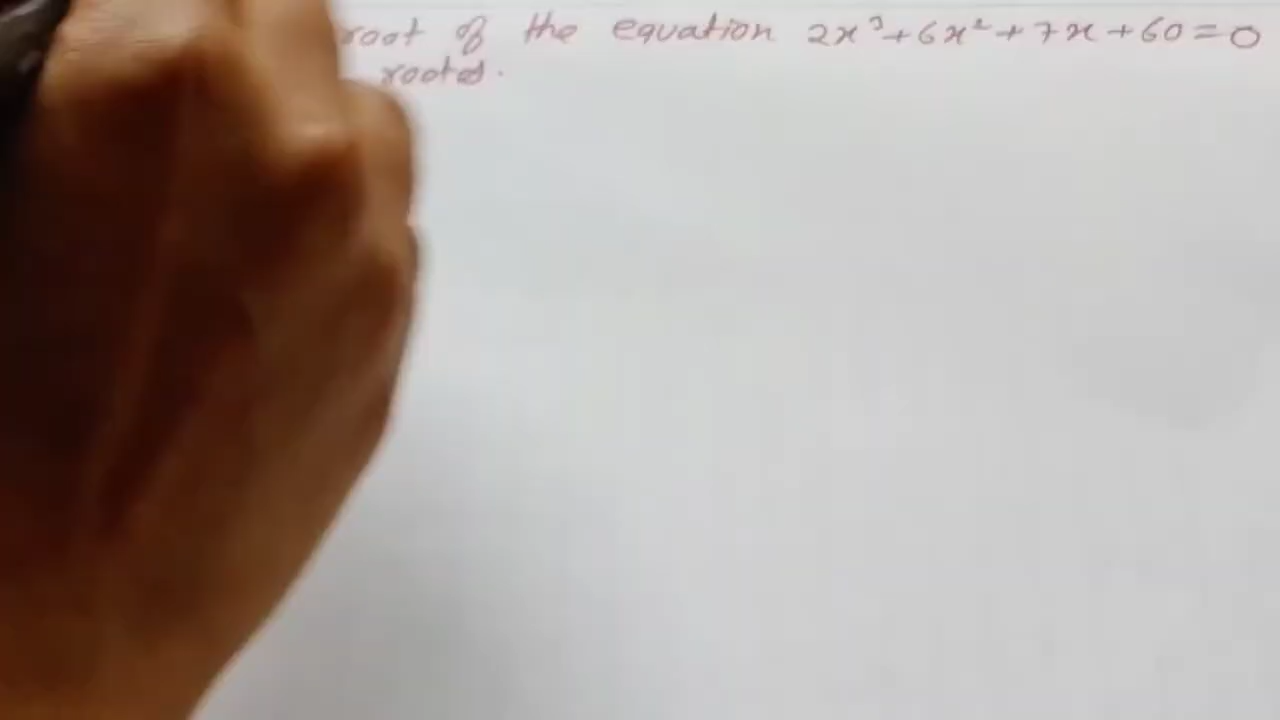 root of the equation 2x³+6x²+7x+60=0
roots.